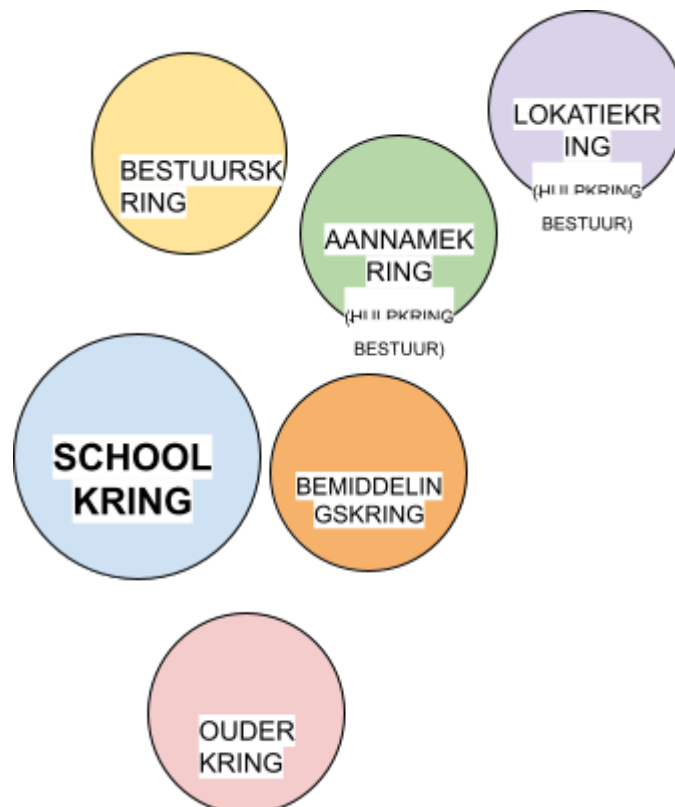 LOKATIEKR
ING
(HULPKRING
BESTUUR)
BESTUURSK
RING
AANNAMEK
RING
(HULPKRING
BESTUUR)
SCHOOL
KRING
BEMIDDELIN
GSKRING
OUDER
KRING